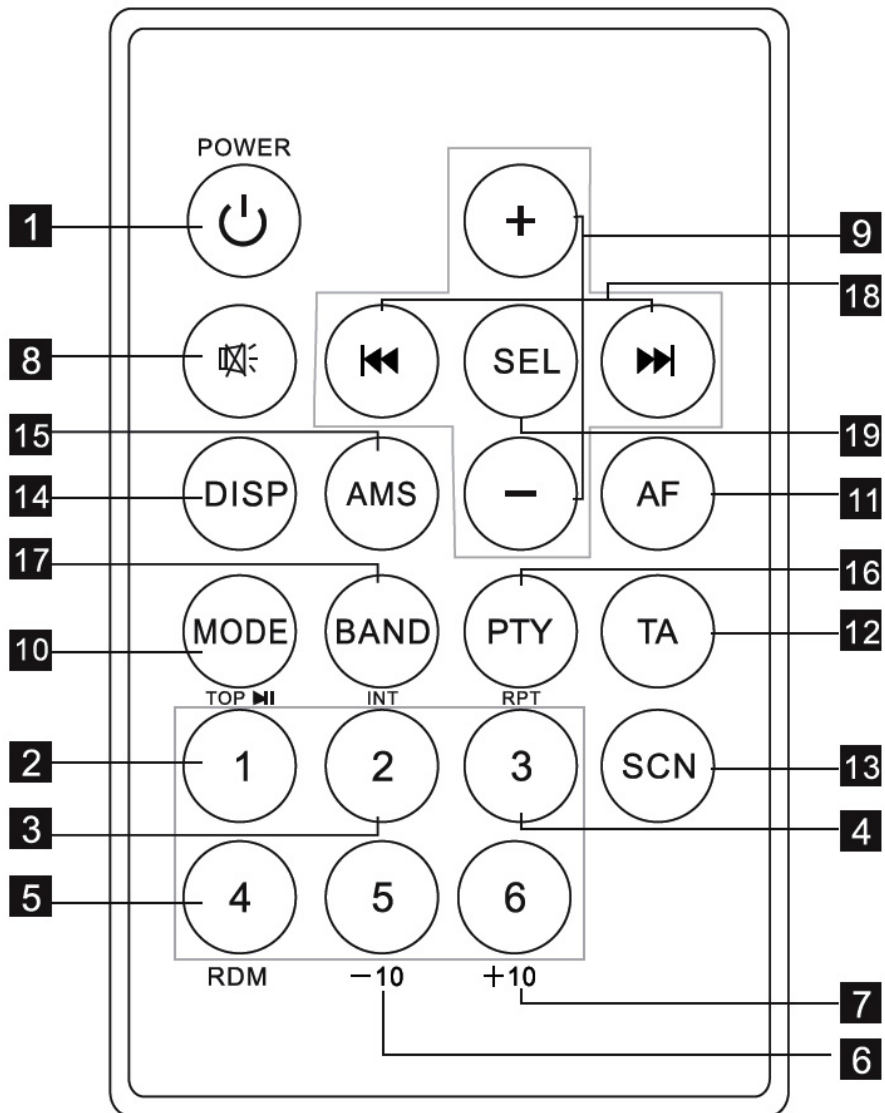 POWER
1 + 9
18
8 SEL
15 19
14 DISP AMS − AF 11
17 16
10 MODE BAND PTY TA 12
TOP ⏯ INT RPT
2 1 2 3 SCN 13
3 4
5 4 5 6
RDM −10 +10
7
6